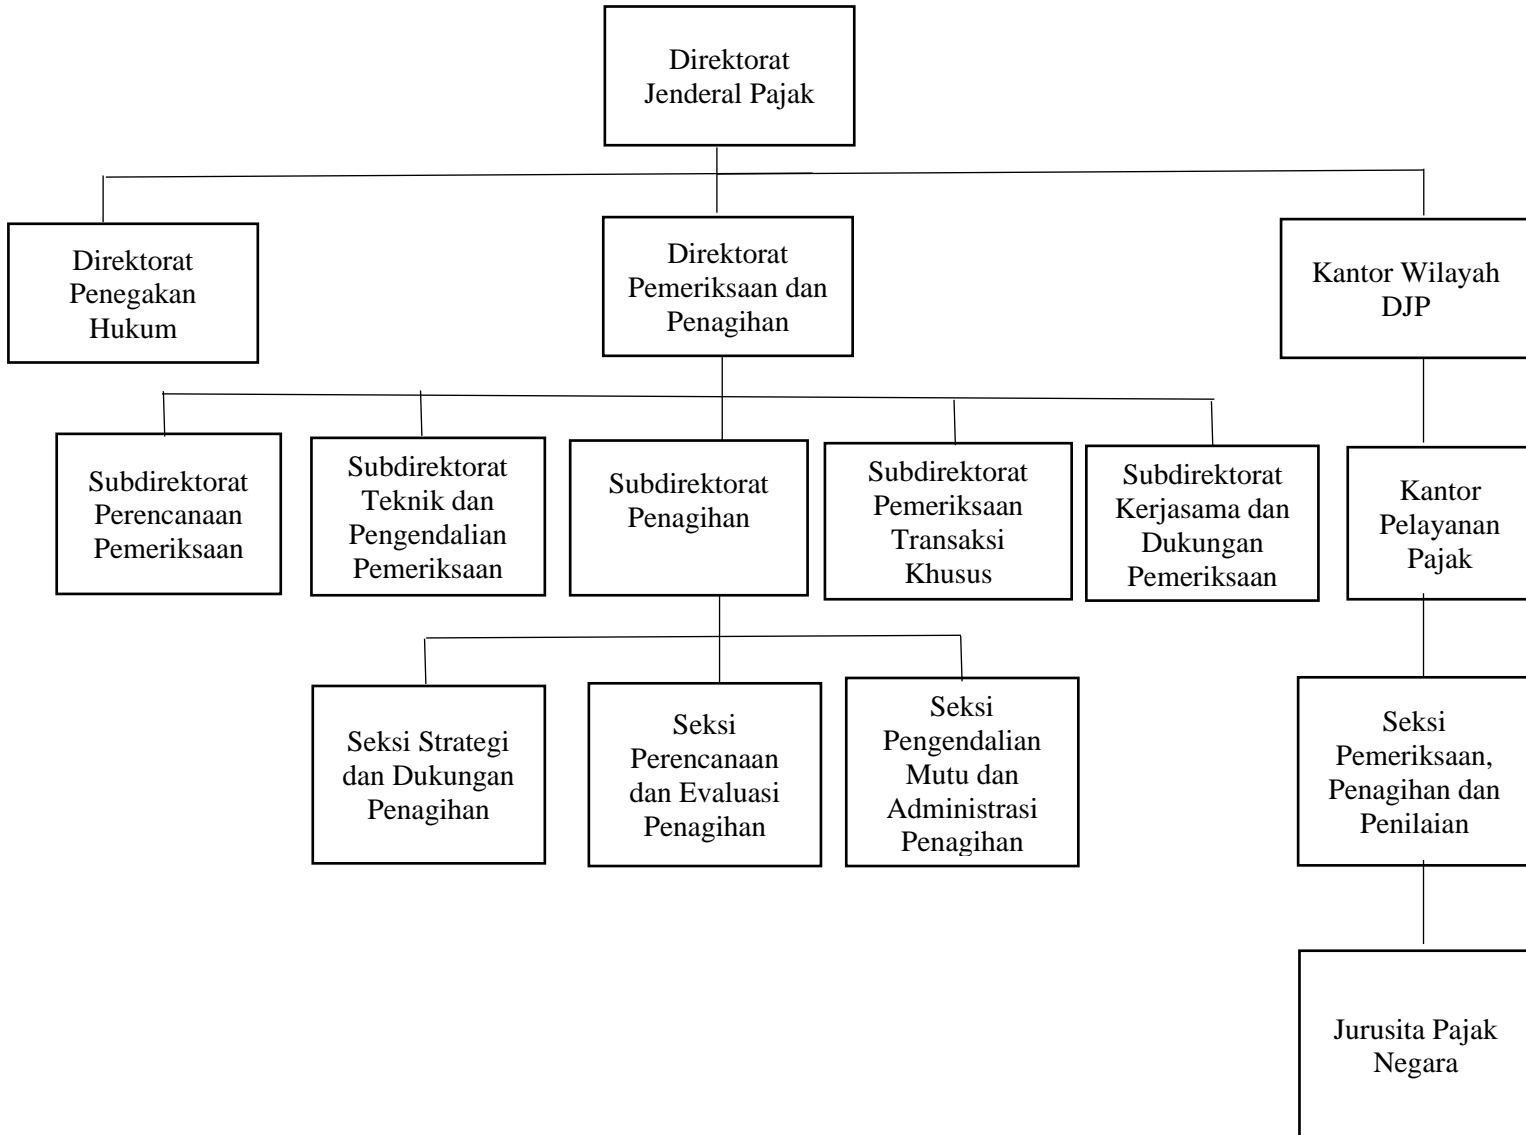 Direktorat
Jenderal Pajak
Direktorat
Penegakan
Hukum
Direktorat
Pemeriksaan dan
Penagihan
Kantor Wilayah
DJP
Subdirektorat
Perencanaan
Pemeriksaan
Subdirektorat
Teknik dan
Pengendalian
Pemeriksaan
Subdirektorat
Penagihan
Subdirektorat
Pemeriksaan
Transaksi
Khusus
Subdirektorat
Kerjasama dan
Dukungan
Pemeriksaan
Kantor
Pelayanan
Pajak
Seksi Strategi
dan Dukungan
Penagihan
Seksi
Perencanaan
dan Evaluasi
Penagihan
Seksi
Pengendalian
Mutu dan
Administrasi
Penagihan
Seksi
Pemeriksaan,
Penagihan dan
Penilaian
Jurusita Pajak
Negara